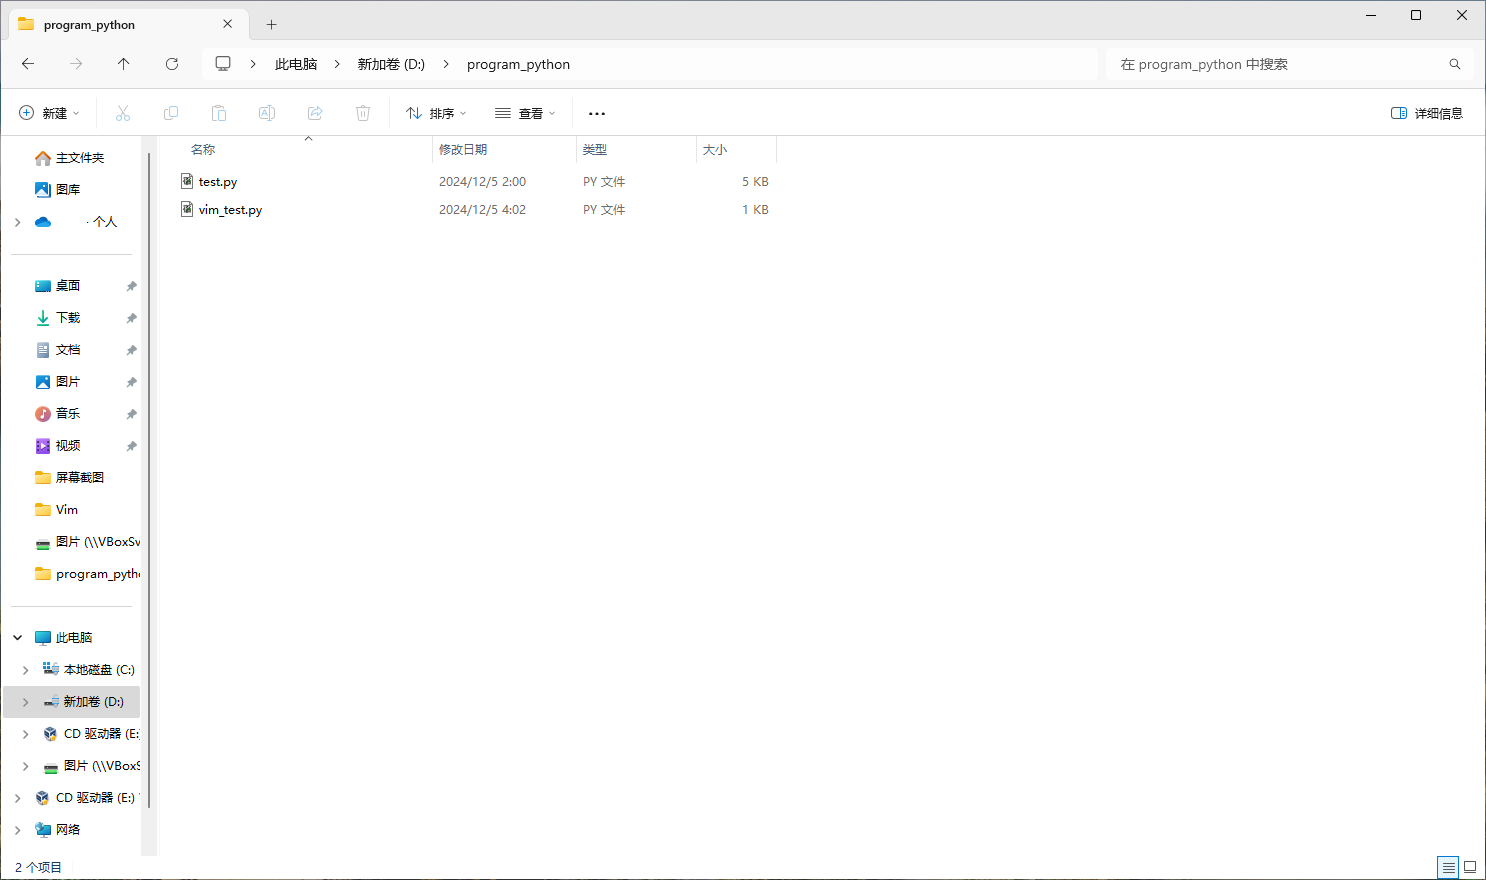 program_python
此电脑 新加卷 (D:) program_python
在 program_python 中搜索
新建 排序 查看 ... 详细信息
主文件夹
图库
· 个人
桌面
下载
文档
图片
音乐
视频
屏幕截图
Vim
图片 (\\VBoxSv
program_pytho
此电脑
本地磁盘 (C:)
新加卷 (D:)
CD 驱动器 (E:
图片 (\\VBoxS
CD 驱动器 (E:)
网络
名称 修改日期 类型 大小
test.py 2024/12/5 2:00 PY 文件 5 KB
vim_test.py 2024/12/5 4:02 PY 文件 1 KB
2 个项目